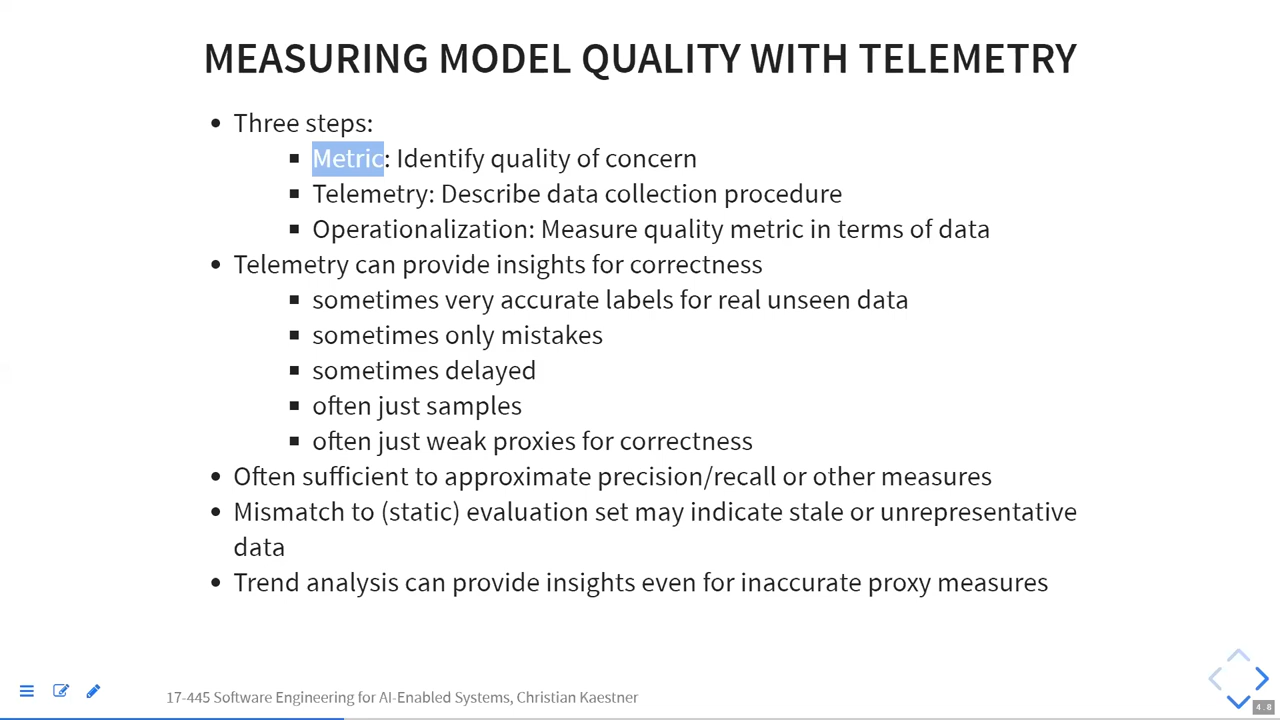 MEASURING MODEL QUALITY WITH TELEMETRY
Three steps:
Metric: Identify quality of concern
Telemetry: Describe data collection procedure
Operationalization: Measure quality metric in terms of data
Telemetry can provide insights for correctness
sometimes very accurate labels for real unseen data
sometimes only mistakes
sometimes delayed
often just samples
often just weak proxies for correctness
Often sufficient to approximate precision/recall or other measures
Mismatch to (static) evaluation set may indicate stale or unrepresentative
data
Trend analysis can provide insights even for inaccurate proxy measures
17-445 Software Engineering for AI-Enabled Systems, Christian Kaestner
4.8